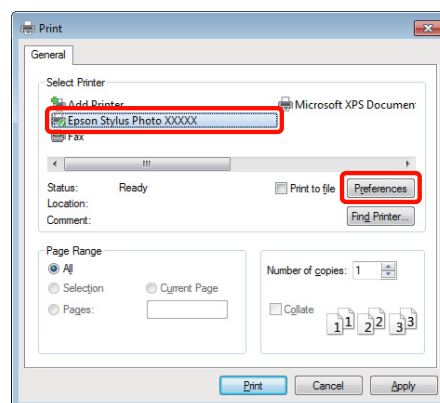 Print
General
Select Printer
Add Printer
Microsoft XPS Documen
Epson Stylus Photo XXXXX
Fax
Status: Ready
Print to file
Preferences
Location:
Comment:
Find Printer...
Page Range
All
Number of copies: 1
Selection
Current Page
Pages:
Collate
1 1 2 2 3 3
Print
Cancel
Apply